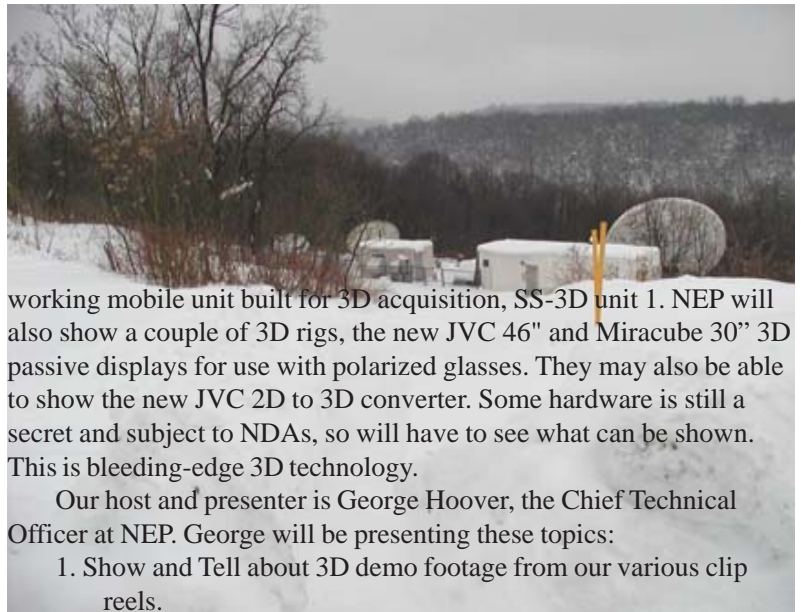 working mobile unit built for 3D acquisition, SS-3D unit 1. NEP will
also show a couple of 3D rigs, the new JVC 46" and Miracube 30” 3D
passive displays for use with polarized glasses. They may also be able
to show the new JVC 2D to 3D converter. Some hardware is still a
secret and subject to NDAs, so will have to see what can be shown.
This is bleeding-edge 3D technology.
Our host and presenter is George Hoover, the Chief Technical
Officer at NEP. George will be presenting these topics:
1. Show and Tell about 3D demo footage from our various clip
reels.